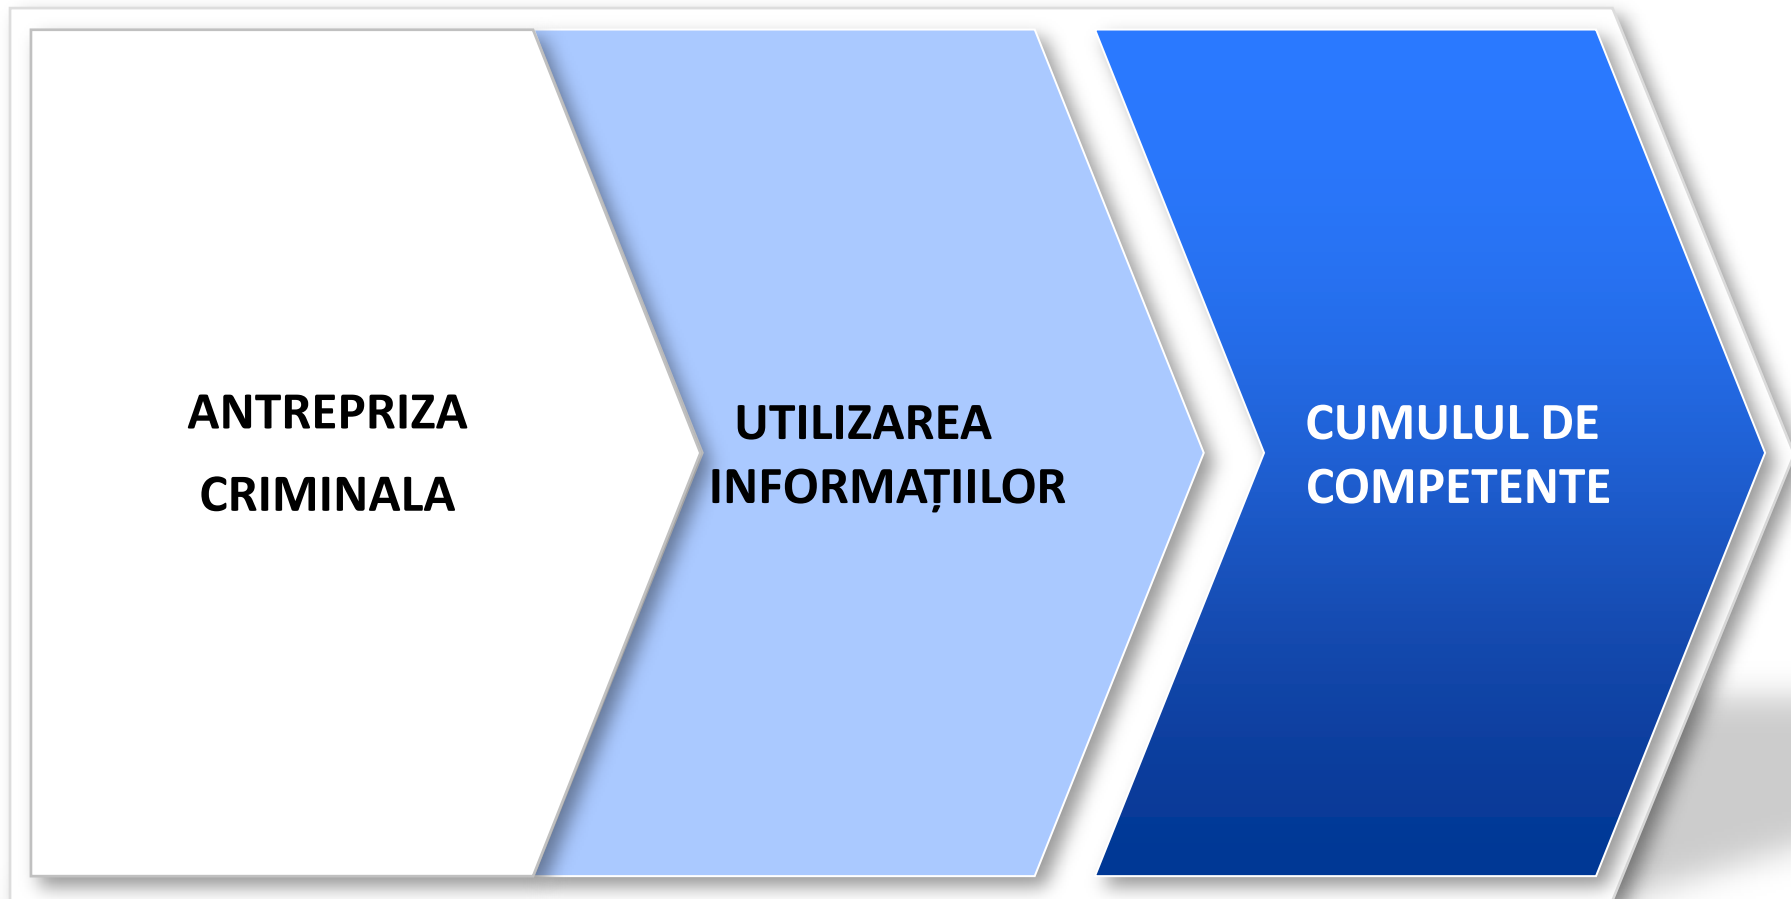 ANTREPRIZA
CRIMINALA
UTILIZAREA
INFORMAȚIILOR
CUMULUL DE
COMPETENTE